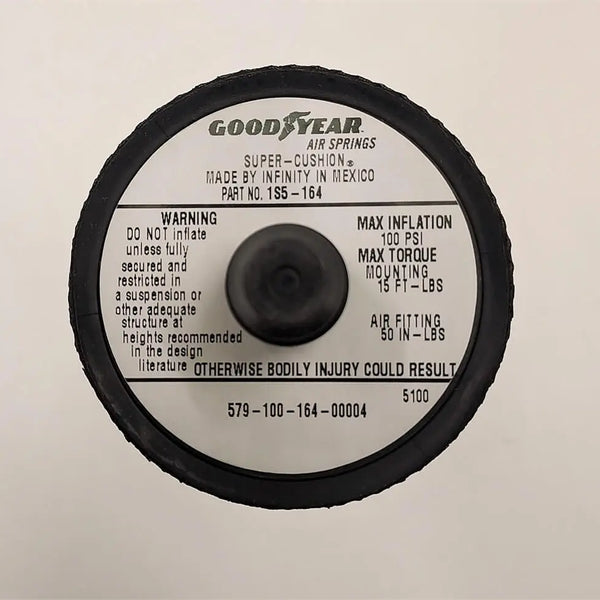 GOODYEAR
AIR SPRINGS
SUPER-CUSHION®
MADE BY INFINITY IN MEXICO
PART NO. 1S5-164
WARNING
DO NOT inflate
unless fully
secured and
restricted in
a suspension or
other adequate
structure at
heights recommended
in the design
literature OTHERWISE BODILY INJURY COULD RESULT
MAX INFLATION
100 PSI
MAX TORQUE
MOUNTING
15 FT-LBS
AIR FITTING
50 IN-LBS
5100
579-100-164-00004